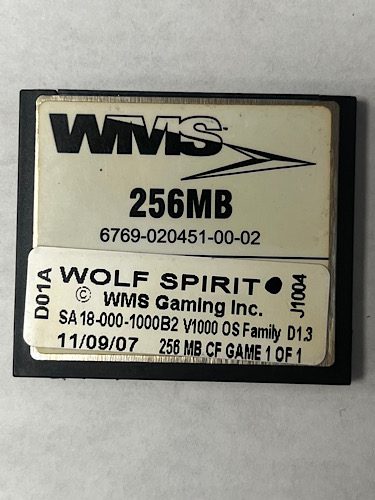 WMS
256MB
6769-020451-00-02
D01A
WOLF SPIRIT
© WMS Gaming Inc.
SA 18-000-1000B2 V1000 OS Family D1.3
11/09/07 256 MB CF GAME 1 OF 1
J1004